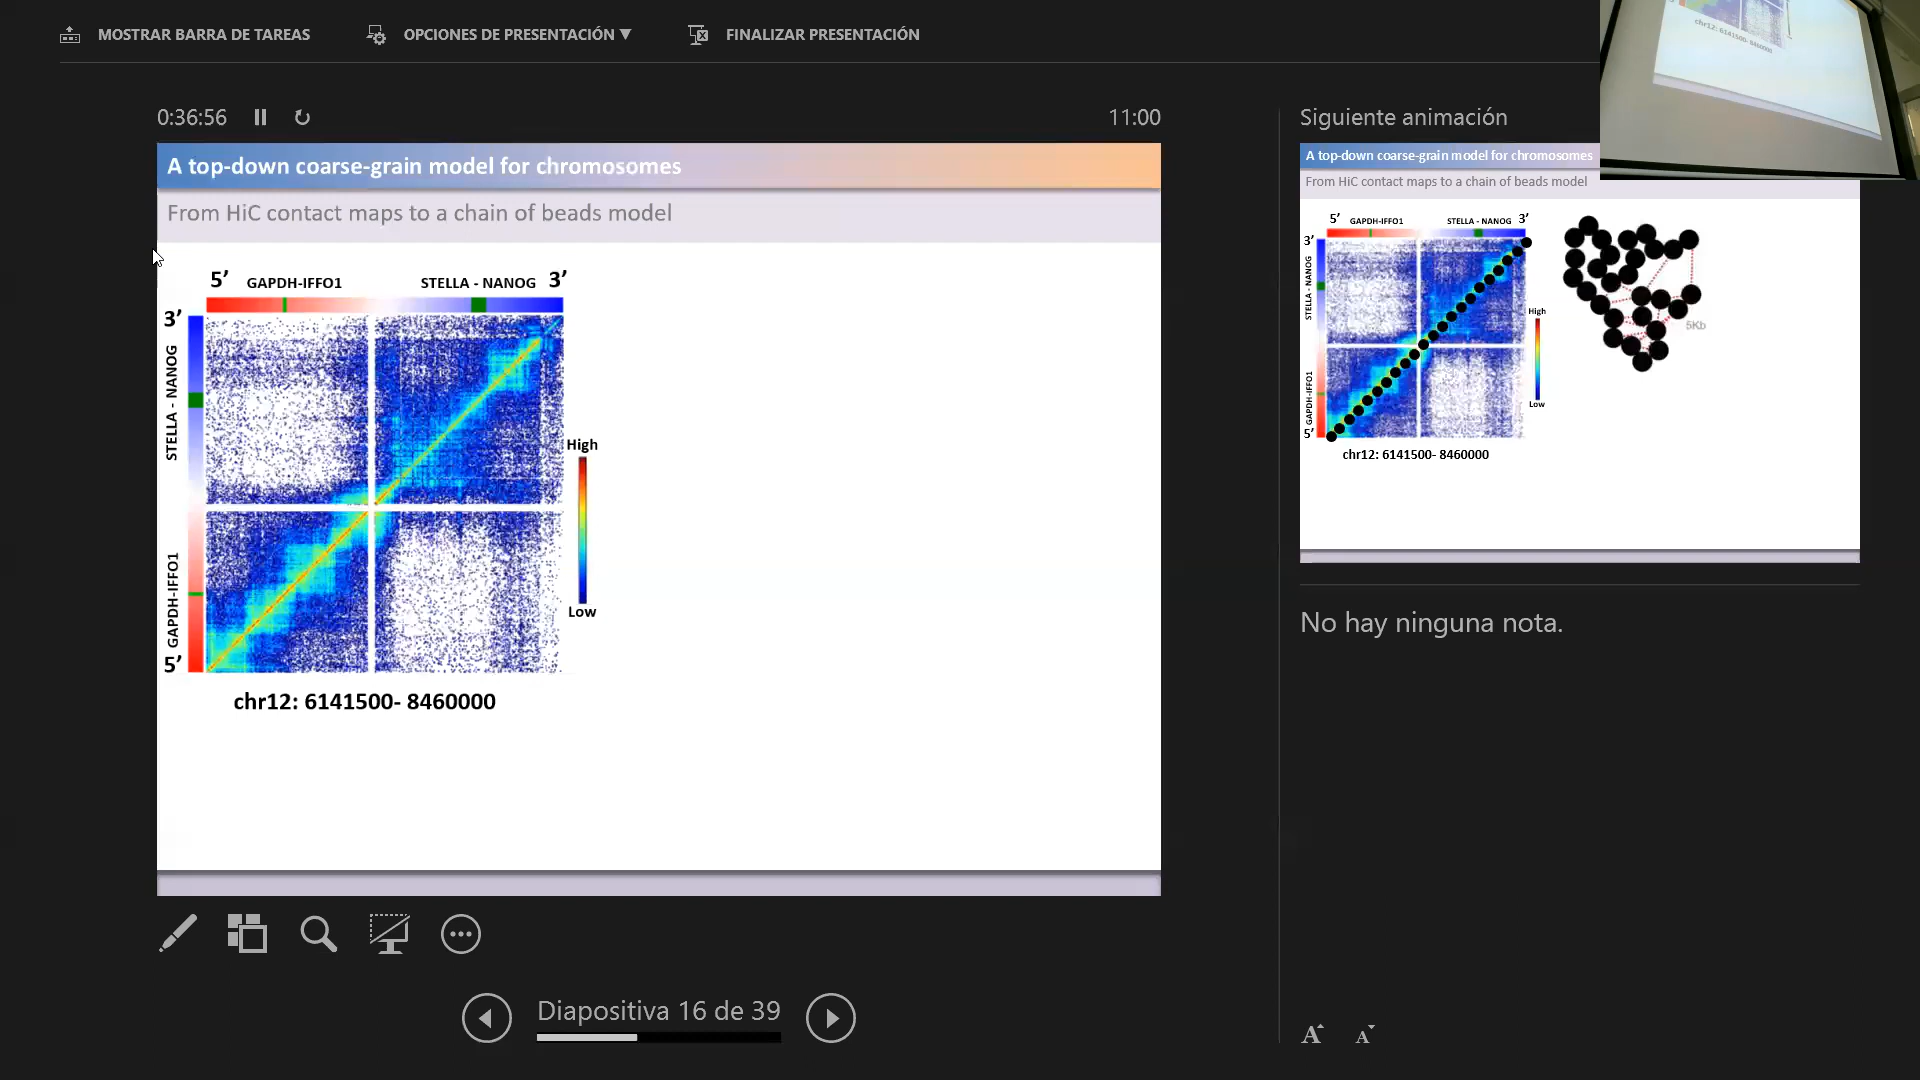 MOSTRAR BARRA DE TAREAS
OPCIONES DE PRESENTACIÓN ▼
FINALIZAR PRESENTACIÓN
0:36:56
11:00
A top-down coarse-grain model for chromosomes
From HiC contact maps to a chain of beads model
5’ GAPDH-IFFO1 STELLA - NANOG 3’
3’
STELLA - NANOG
GAPDH-IFFO1
5’
High
Low
chr12: 6141500- 8460000
Diapositiva 16 de 39
Siguiente animación
A top-down coarse-grain model for chromosomes
From HiC contact maps to a chain of beads model
5’ GAPDH-IFFO1 STELLA - NANOG 3’
3’
STELLA - NANOG
GAPDH-IFFO1
5’
High
Low
5Kb
chr12: 6141500- 8460000
No hay ninguna nota.
A A
chr12: 6141500- 8460000